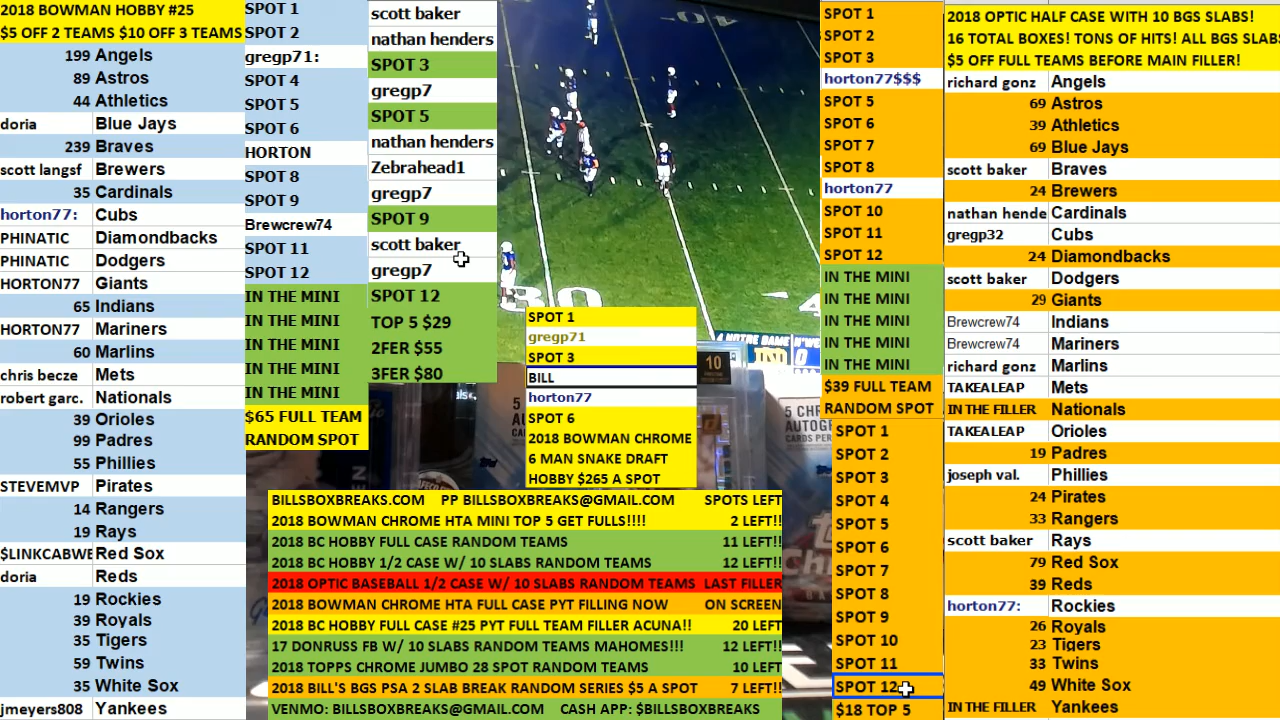 2018 BOWMAN HOBBY #25
$5 OFF 2 TEAMS $10 OFF 3 TEAMS
199 Angels
89 Astros
44 Athletics
doria Blue Jays
239 Braves
scott langsf Brewers
35 Cardinals
horton77: Cubs
PHINATIC Diamondbacks
PHINATIC Dodgers
HORTON77 Giants
65 Indians
HORTON77 Mariners
60 Marlins
chris becze Mets
robert garc. Nationals
39 Orioles
99 Padres
55 Phillies
STEVEMVP Pirates
14 Rangers
19 Rays
$LINKCABWE Red Sox
doria Reds
19 Rockies
39 Royals
35 Tigers
59 Twins
35 White Sox
jmeyers808 Yankees
SPOT 1
SPOT 2
gregp71:
SPOT 4
SPOT 5
SPOT 6
HORTON
SPOT 8
SPOT 9
Brewcrew74
SPOT 11
SPOT 12
IN THE MINI
IN THE MINI
IN THE MINI
IN THE MINI
IN THE MINI
$65 FULL TEAM
RANDOM SPOT
scott baker
nathan henders
SPOT 3
gregp7
SPOT 5
nathan henders
Zebrahead1
gregp7
SPOT 9
scott baker
gregp7
SPOT 12
TOP 5 $29
2FER $55
3FER $80
SPOT 1
gregp71
SPOT 3
BILL
horton77
SPOT 6
2018 BOWMAN CHROME
6 MAN SNAKE DRAFT
HOBBY $265 A SPOT
10
BILLSBOXBREAKS.COM PP BILLSBOXBREAKS@GMAIL.COM SPOTS LEFT
2018 BOWMAN CHROME HTA MINI TOP 5 GET FULLS!!!! 2 LEFT!!
2018 BC HOBBY FULL CASE RANDOM TEAMS 11 LEFT!!
2018 BC HOBBY 1/2 CASE W/ 10 SLABS RANDOM TEAMS 12 LEFT!!
2018 OPTIC BASEBALL 1/2 CASE W/ 10 SLABS RANDOM TEAMS LAST FILLER
2018 BOWMAN CHROME HTA FULL CASE PYT FILLING NOW ON SCREEN
2018 BC HOBBY FULL CASE #25 PYT FULL TEAM FILLER ACUNA!! 20 LEFT
17 DONRUSS FB W/ 10 SLABS RANDOM TEAMS MAHOMES!!! 12 LEFT!!
2018 TOPPS CHROME JUMBO 28 SPOT RANDOM TEAMS 10 LEFT
2018 BILL'S BGS PSA 2 SLAB BREAK RANDOM SERIES $5 A SPOT 7 LEFT!!
VENMO: BILLSBOXBREAKS@GMAIL.COM CASH APP: $BILLSBOXBREAKS
SPOT 1
SPOT 2
SPOT 3
horton77$$$
SPOT 5
SPOT 6
SPOT 7
SPOT 8
horton77
SPOT 10
SPOT 11
SPOT 12
IN THE MINI
IN THE MINI
IN THE MINI
IN THE MINI
IN THE MINI
$39 FULL TEAM
RANDOM SPOT
SPOT 1
SPOT 2
SPOT 3
SPOT 4
SPOT 5
SPOT 6
SPOT 7
SPOT 8
SPOT 9
SPOT 10
SPOT 11
SPOT 12
$18 TOP 5
2018 OPTIC HALF CASE WITH 10 BGS SLABS!
16 TOTAL BOXES! TONS OF HITS! ALL BGS SLABS
$5 OFF FULL TEAMS BEFORE MAIN FILLER!
richard gonz Angels
69 Astros
39 Athletics
69 Blue Jays
scott baker Braves
24 Brewers
nathan hende Cardinals
gregp32 Cubs
24 Diamondbacks
scott baker Dodgers
29 Giants
Brewcrew74 Indians
Brewcrew74 Mariners
richard gonz Marlins
TAKEALEAP Mets
IN THE FILLER Nationals
TAKEALEAP Orioles
19 Padres
joseph val. Phillies
24 Pirates
33 Rangers
scott baker Rays
79 Red Sox
39 Reds
horton77: Rockies
26 Royals
23 Tigers
33 Twins
49 White Sox
IN THE FILLER Yankees